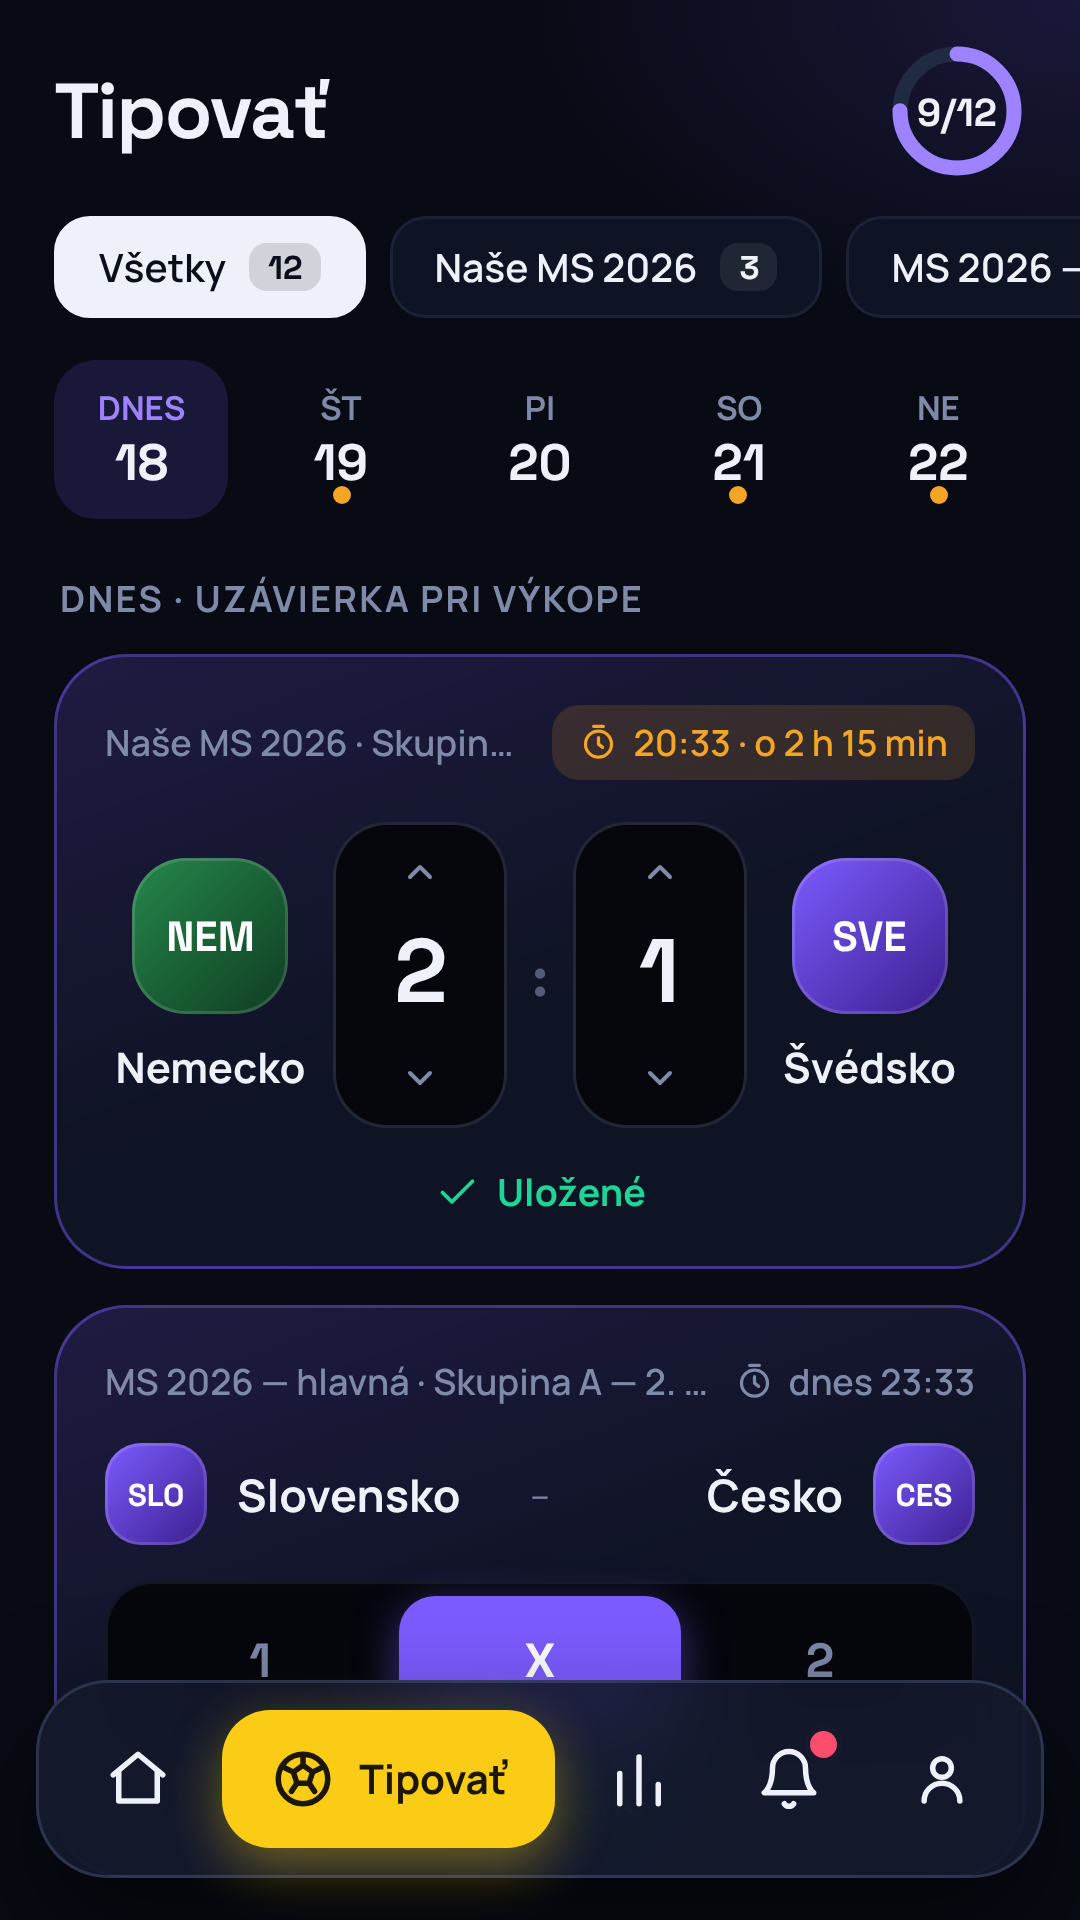 Tipovať
9/12
Všetky 12
Naše MS 2026 3
MS 2026 –
DNES ŠT PI SO NE
18 19 20 21 22
DNES · UZÁVIERKA PRI VÝKOPE
Naše MS 2026 · Skupin...
20:33 · o 2 h 15 min
NEM 2 : 1 SVE
Nemecko Švédsko
Uložené
MS 2026 — hlavná · Skupina A — 2. ...
dnes 23:33
SLO Slovensko – Česko CES
1 X 2
Tipovať